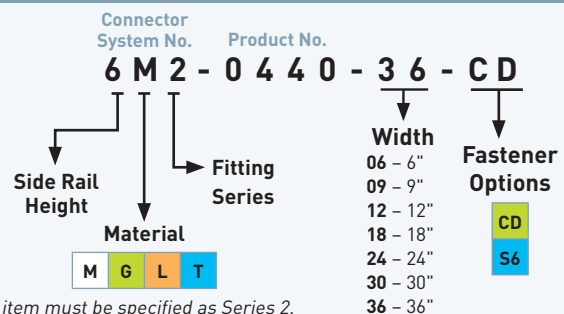 Connector
System No.
Product No.
6 M 2 - 0 4 4 0 - 3 6 - C D
Side Rail
Height
Material
M G L T
Fitting
Series
Width
06 – 6"
09 – 9"
12 – 12"
18 – 18"
24 – 24"
30 – 30"
36 – 36"
Fastener
Options
CD
S6
item must be specified as Series 2.